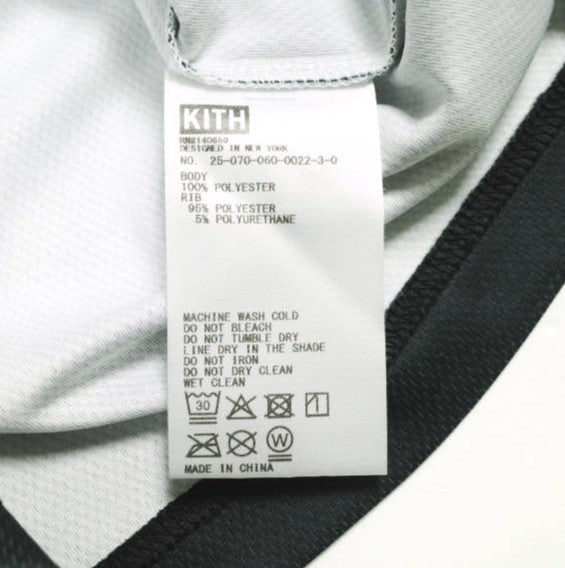 KITH
RN№140659
DESIGNED IN NEW YORK
NO. 25-070-060-0022-3-0
BODY
100% POLYESTER
RIB
95% POLYESTER
5% POLYURETHANE
MACHINE WASH COLD
DO NOT BLEACH
DO NOT TUMBLE DRY
LINE DRY IN THE SHADE
DO NOT IRON
DO NOT DRY CLEAN
WET CLEAN
30
W
MADE IN CHINA